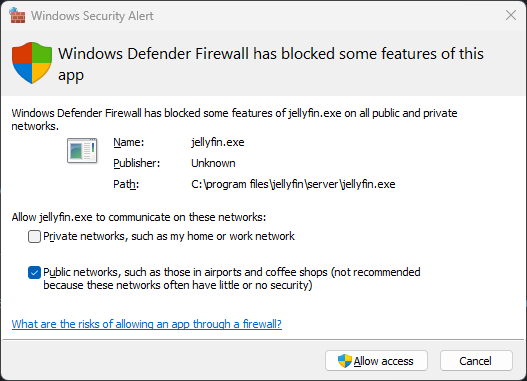 Windows Security Alert
Windows Defender Firewall has blocked some features of this
app
Windows Defender Firewall has blocked some features of jellyfin.exe on all public and private
networks.
Name: jellyfin.exe
Publisher: Unknown
Path: C:\program files\jellyfin\server\jellyfin.exe
Allow jellyfin.exe to communicate on these networks:
Private networks, such as my home or work network
Public networks, such as those in airports and coffee shops (not recommended
because these networks often have little or no security)
What are the risks of allowing an app through a firewall?
Allow access
Cancel